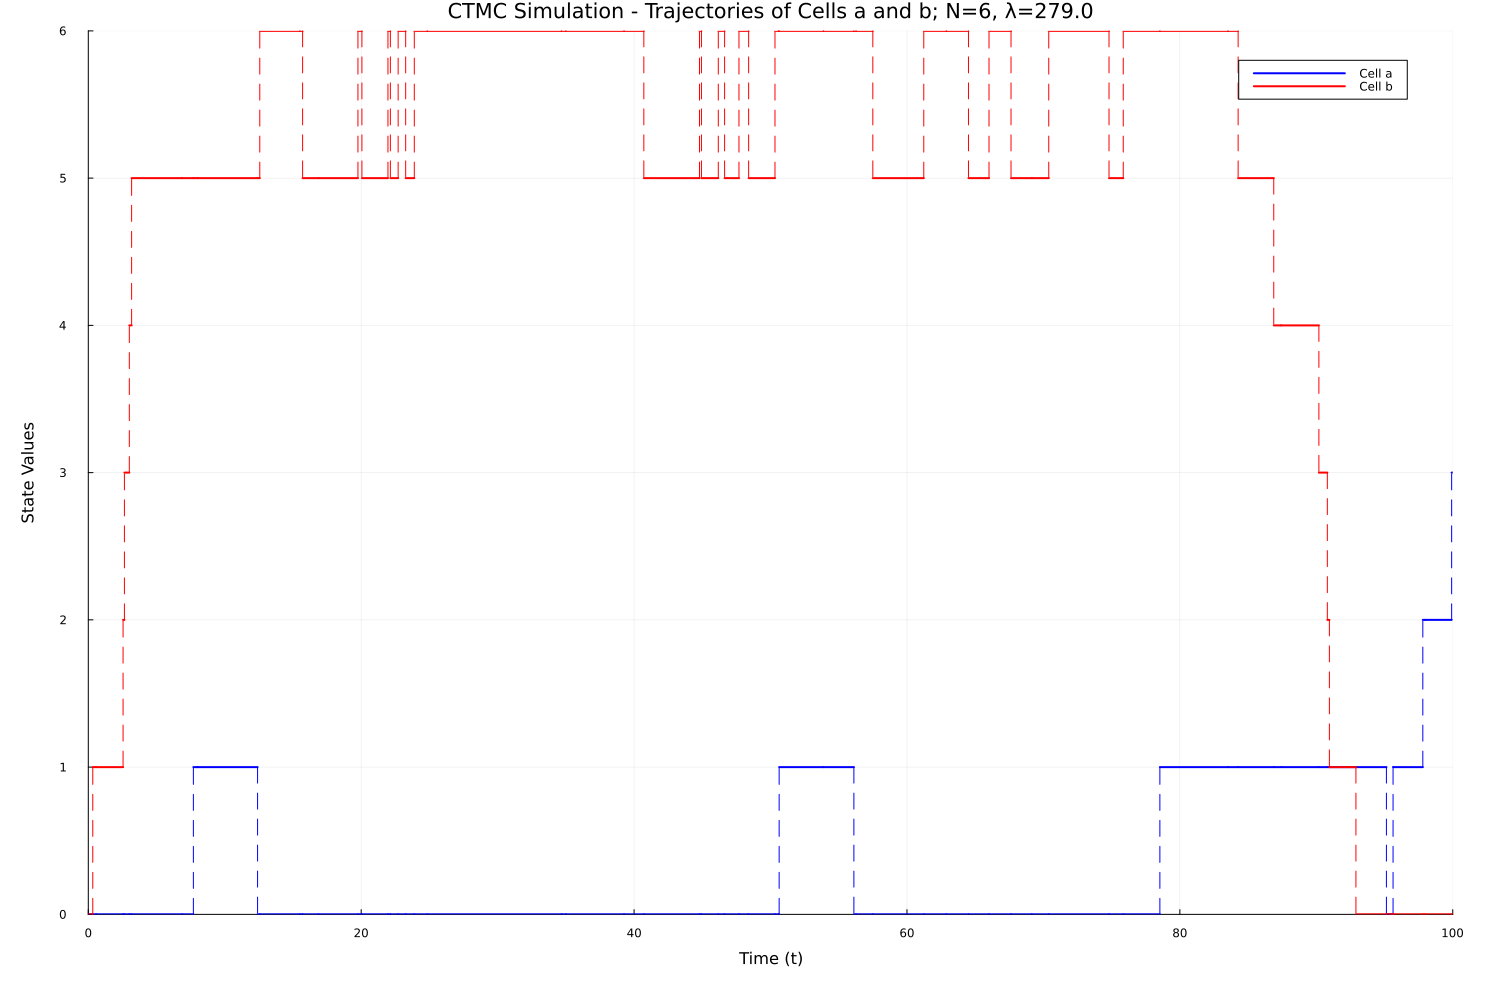 CTMC Simulation - Trajectories of Cells a and b; N=6, λ=279.0
6
Cell a
Cell b
5
4
State Values
3
2
1
0
0 20 40 60 80 100
Time (t)